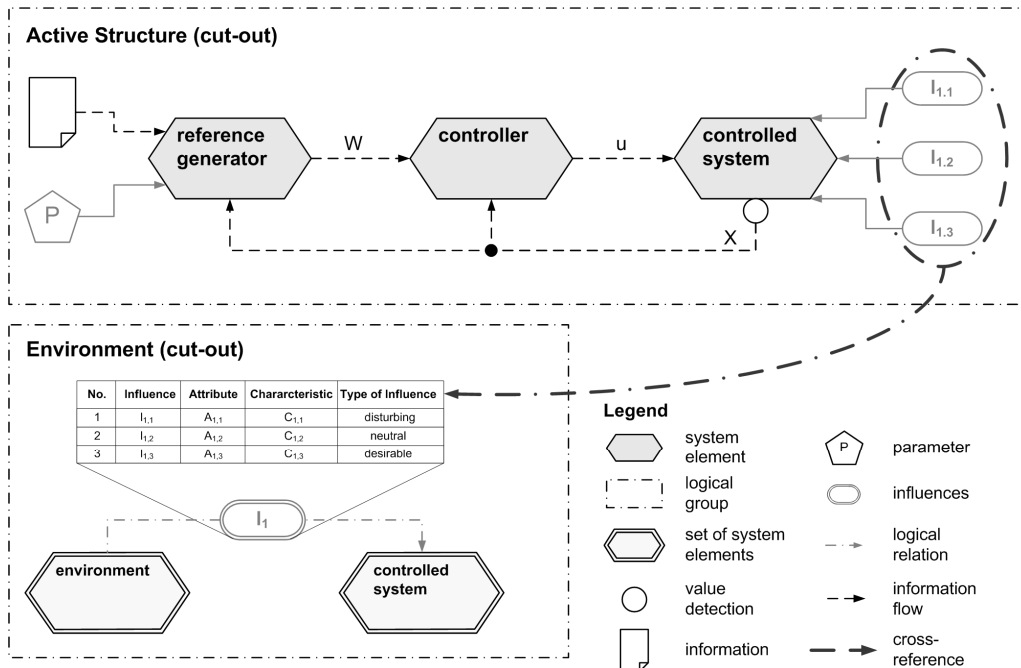 Active Structure (cut-out)
I1.1
reference
generator
W
controller
u
controlled
system
I1.2
P
I1.3
X
Environment (cut-out)
No. Influence Attribute Chararcteristic Type of Influence
1 I1,1 A1,1 C1,1 disturbing
2 I1,2 A1,2 C1,2 neutral
3 I1,3 A1,3 C1,3 desirable
I1
environment
controlled
system
Legend
system
element
P
parameter
logical
group
influences
set of system
elements
logical
relation
value
detection
information
flow
information
cross-
reference